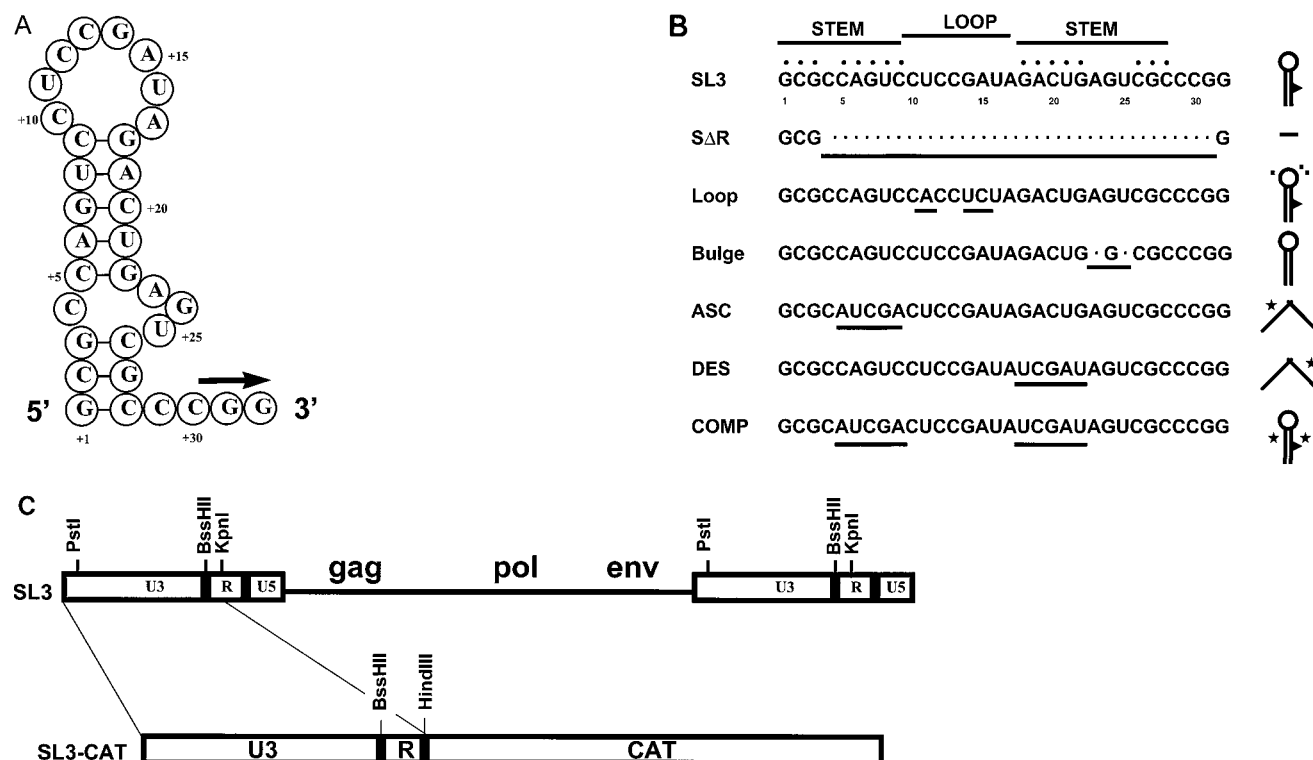 A
C G
C A +15
U U
+10 C A
C G
U A
G C +20
A U
+5 C G
A
C G
U +25
G C
C G
5' G C C C G G 3'
+1 +30
B
STEM LOOP STEM
SL3 GCGCCAGUCCUCCGAUAGACUGAGUCGCCCGG
1 5 10 15 20 25 30
SΔR GCG · · · · · · · · · · · · · · · · · · · · · · · · · · · · G
Loop GCGCCAGUCCACCUCUAGACUGAGUCGCCCGG
Bulge GCGCCAGUCCUCCGAUAGACUG·G·CGCCCGG
ASC GCGCAUCGACUCCGAUAGACUGAGUCGCCCGG
DES GCGCCAGUCCUCCGAUAUCGAUAGUCGCCCGG
COMP GCGCAUCGACUCCGAUAUCGAUAGUCGCCCGG
C
PstI BssHII KpnI PstI BssHII KpnI
gag pol env
SL3 U3 R U5 U3 R U5
BssHII HindIII
SL3-CAT U3 R CAT